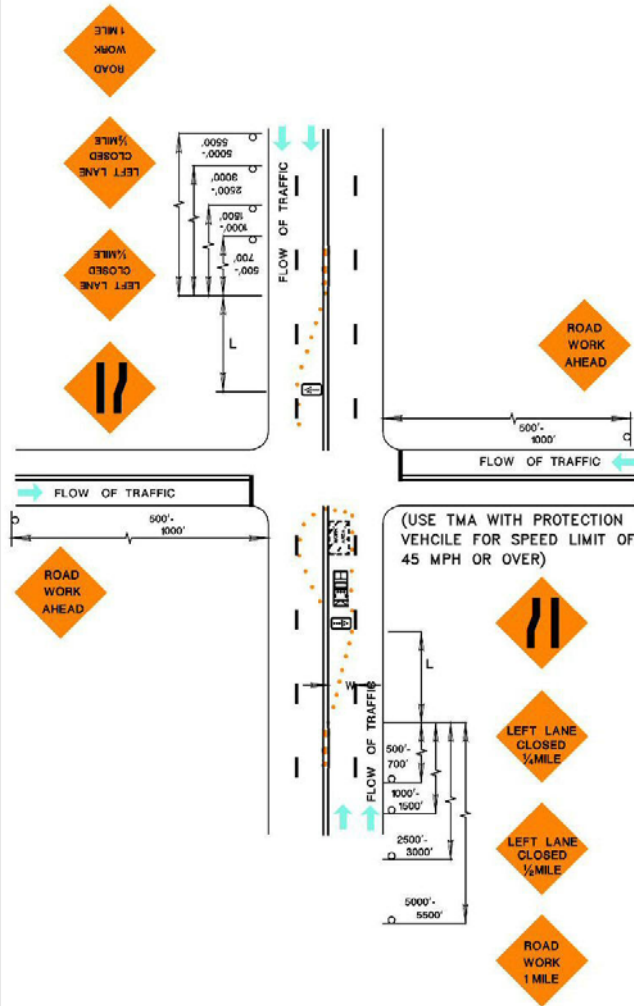 ROAD
WORK
1 MILE
LEFT LANE
CLOSED
½MILE
LEFT LANE
CLOSED
¼MILE
5000'-
5500'
2500'-
3000'
1000'-
1500'
500'-
700'
L
FLOW OF TRAFFIC
ROAD
WORK
AHEAD
500'-
1000'
FLOW OF TRAFFIC
FLOW OF TRAFFIC
500'-
1000'
ROAD
WORK
AHEAD
(USE TMA WITH PROTECTION
VEHCILE FOR SPEED LIMIT OF
45 MPH OR OVER)
L
W
FLOW OF TRAFFIC
500'-
700'
1000'-
1500'
2500'-
3000'
5000'-
5500'
LEFT LANE
CLOSED
¼MILE
LEFT LANE
CLOSED
½MILE
ROAD
WORK
1 MILE